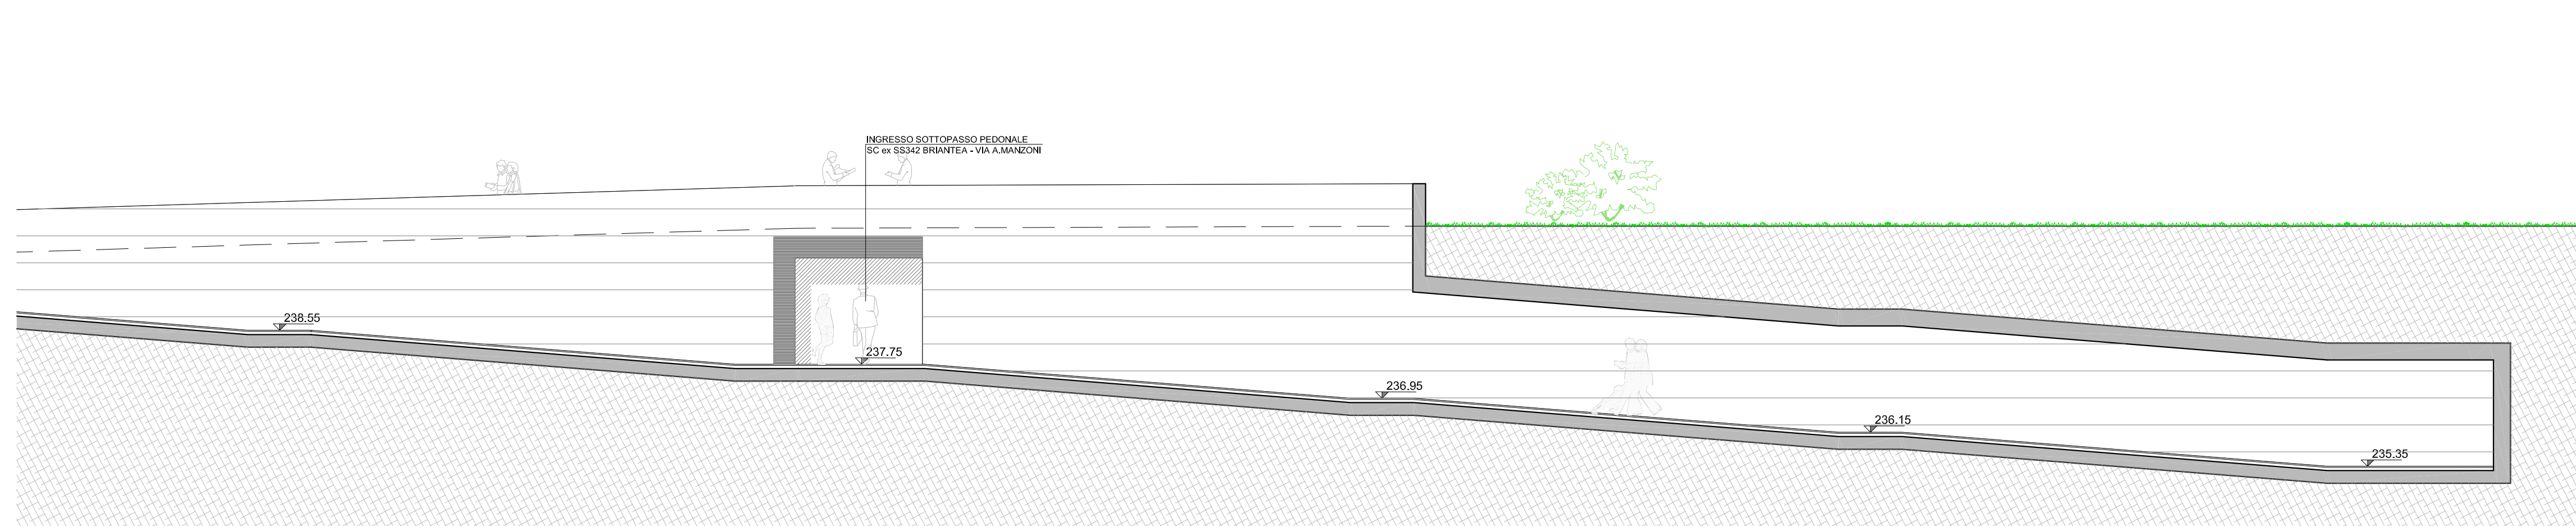 INGRESSO SOTTOPASSO PEDONALE
SC ex SS342 BRIANTEA - VIA A.MANZONI
238.55
237.75
236.95
236.15
235.35